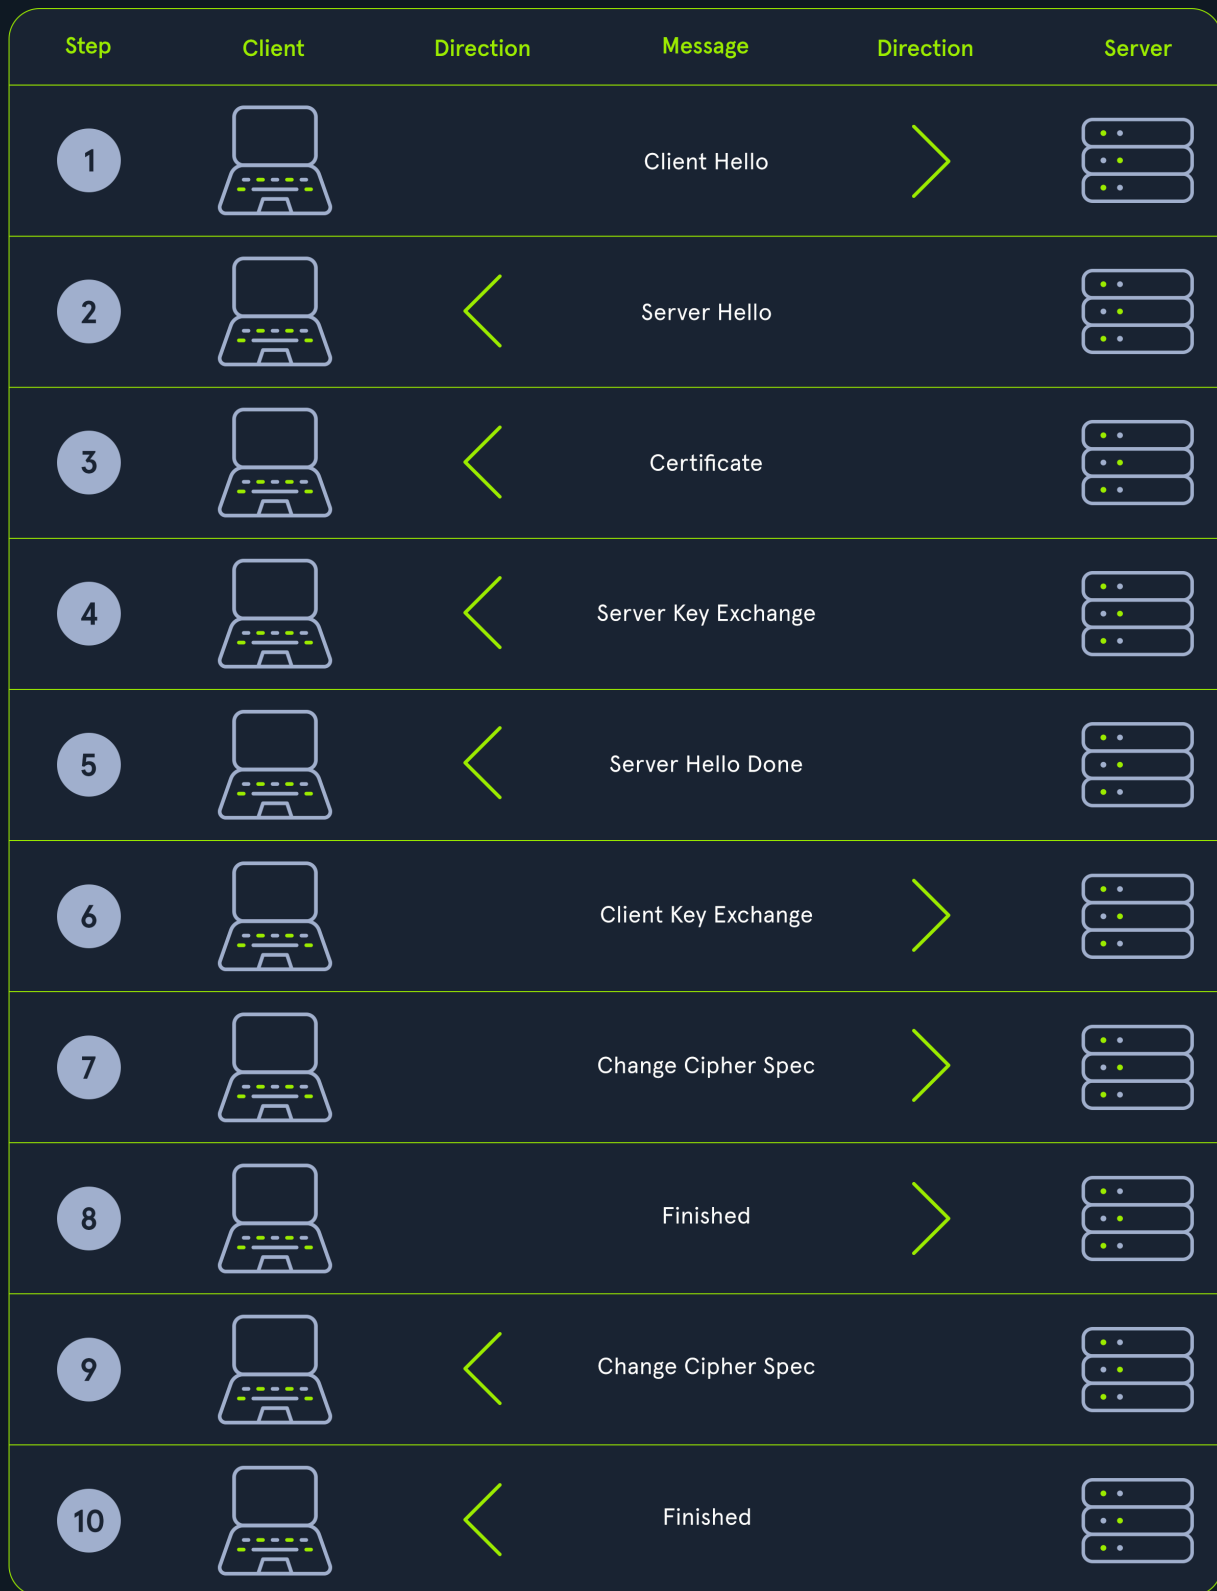 Step Client Direction Message Direction Server
1 Client Hello
2 Server Hello
3 Certificate
4 Server Key Exchange
5 Server Hello Done
6 Client Key Exchange
7 Change Cipher Spec
8 Finished
9 Change Cipher Spec
10 Finished